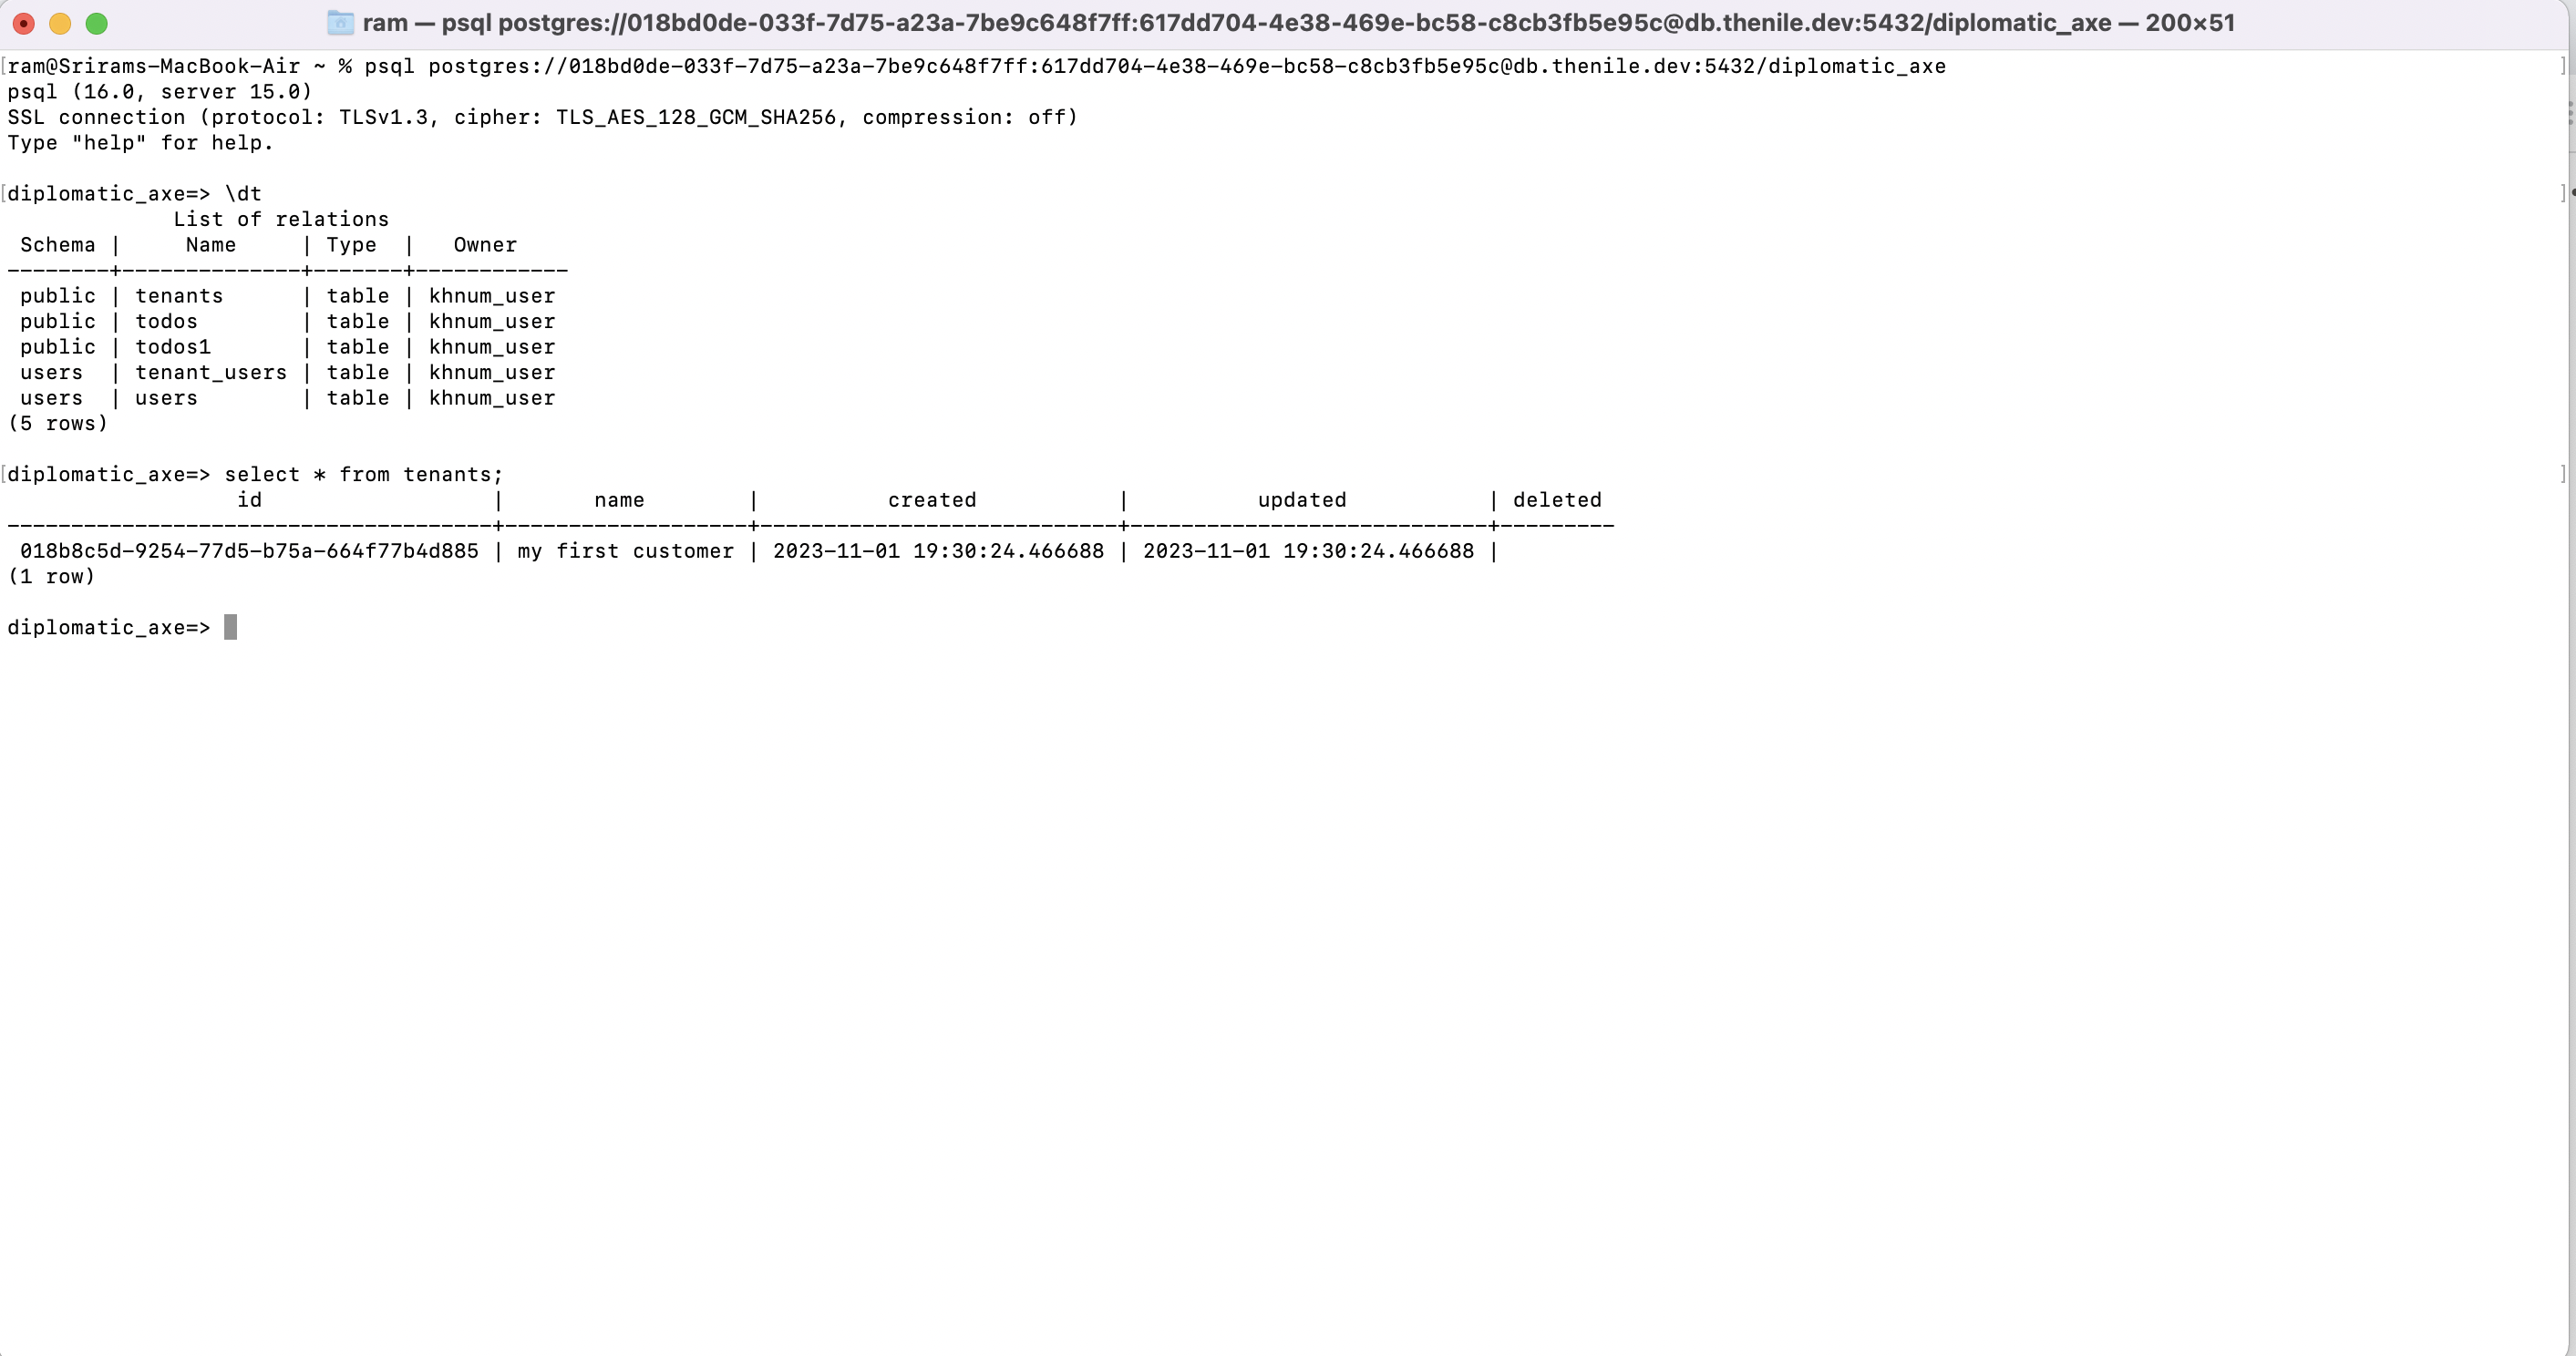 ram — psql postgres://018bd0de-033f-7d75-a23a-7be9c648f7ff:617dd704-4e38-469e-bc58-c8cb3fb5e95c@db.thenile.dev:5432/diplomatic_axe — 200×51
[ram@Srirams-MacBook-Air ~ % psql postgres://018bd0de-033f-7d75-a23a-7be9c648f7ff:617dd704-4e38-469e-bc58-c8cb3fb5e95c@db.thenile.dev:5432/diplomatic_axe ]
psql (16.0, server 15.0)
SSL connection (protocol: TLSv1.3, cipher: TLS_AES_128_GCM_SHA256, compression: off)
Type "help" for help.
[diplomatic_axe=> \dt ]
List of relations
 Schema |     Name     | Type  |   Owner
--------+--------------+-------+------------
 public | tenants      | table | khnum_user
 public | todos        | table | khnum_user
 public | todos1       | table | khnum_user
 users  | tenant_users | table | khnum_user
 users  | users        | table | khnum_user
(5 rows)
[diplomatic_axe=> select * from tenants; ]
                  id                  |       name        |          created           |          updated           | deleted
--------------------------------------+-------------------+----------------------------+----------------------------+---------
 018b8c5d-9254-77d5-b75a-664f77b4d885 | my first customer | 2023-11-01 19:30:24.466688 | 2023-11-01 19:30:24.466688 |
(1 row)
diplomatic_axe=>